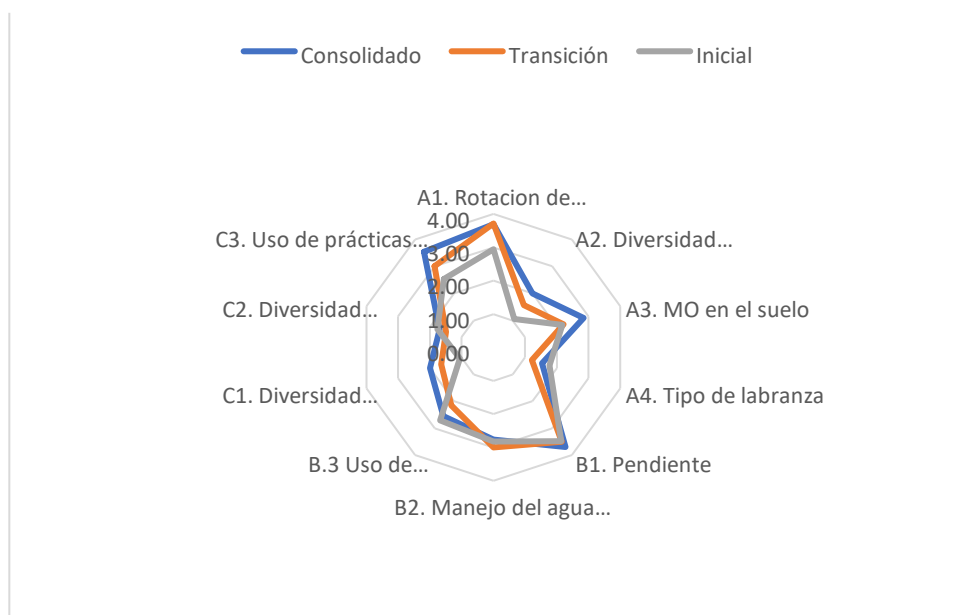 Consolidado Transición Inicial
A1. Rotacion de...
A2. Diversidad...
A3. MO en el suelo
A4. Tipo de labranza
B1. Pendiente
B2. Manejo del agua...
B.3 Uso de...
C1. Diversidad...
C2. Diversidad...
C3. Uso de prácticas...
4.00
3.00
2.00
1.00
0.00